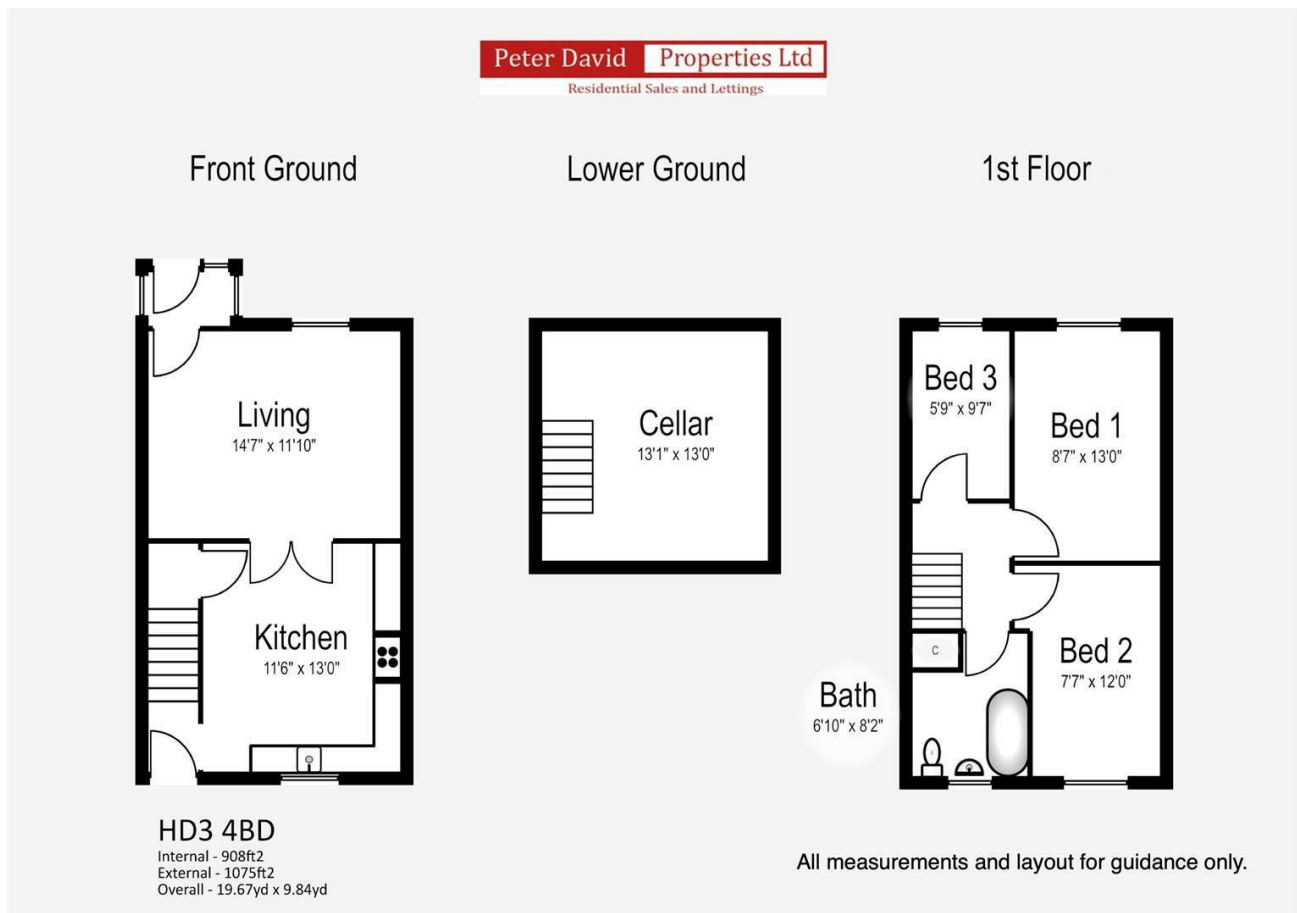 Peter David Properties Ltd
Residential Sales and Lettings
Front Ground
Lower Ground
1st Floor
Living
14'7" x 11'10"
Kitchen
11'6" x 13'0"
Cellar
13'1" x 13'0"
Bed 3
5'9" x 9'7"
Bed 1
8'7" x 13'0"
C
Bed 2
7'7" x 12'0"
Bath
6'10" x 8'2"
HD3 4BD
Internal - 908ft2
External - 1075ft2
Overall - 19.67yd x 9.84yd
All measurements and layout for guidance only.